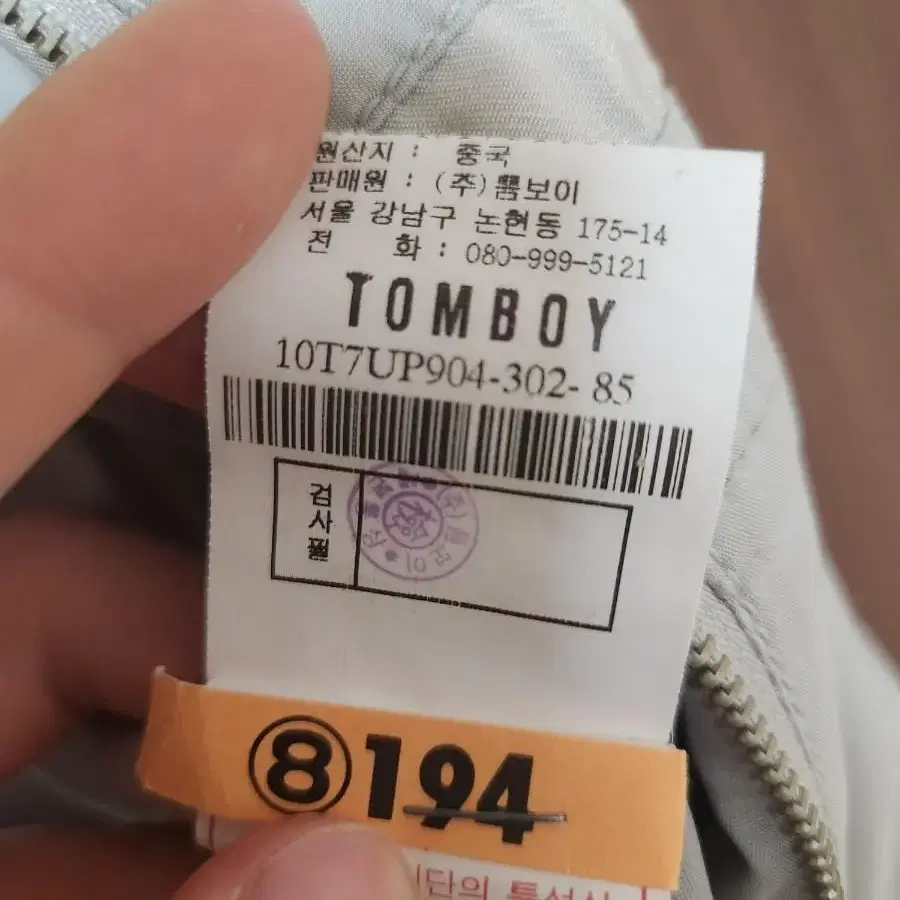 원산지 : 중국
판매원 : (주)톰보이
서울 강남구 논현동 175-14
전 화 : 080-999-5121
TOMBOY
10T7UP904-302- 85
검사필
⑧194